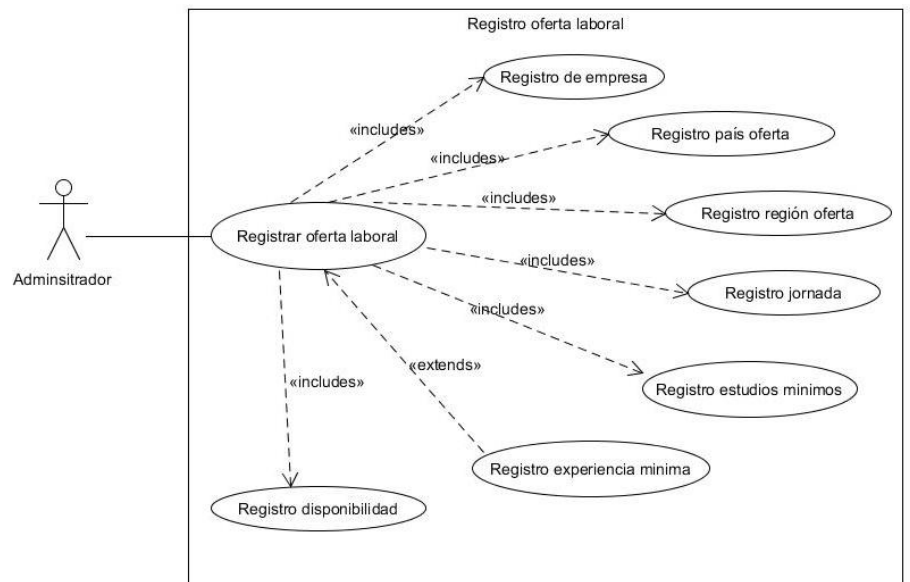 Registro oferta laboral
Registro de empresa
«includes»
Registro país oferta
«includes»
«includes»
Registro región oferta
Registrar oferta laboral
Adminsitrador
«includes»
Registro jornada
«includes»
«extends»
«includes»
Registro estudios minimos
Registro experiencia minima
Registro disponibilidad